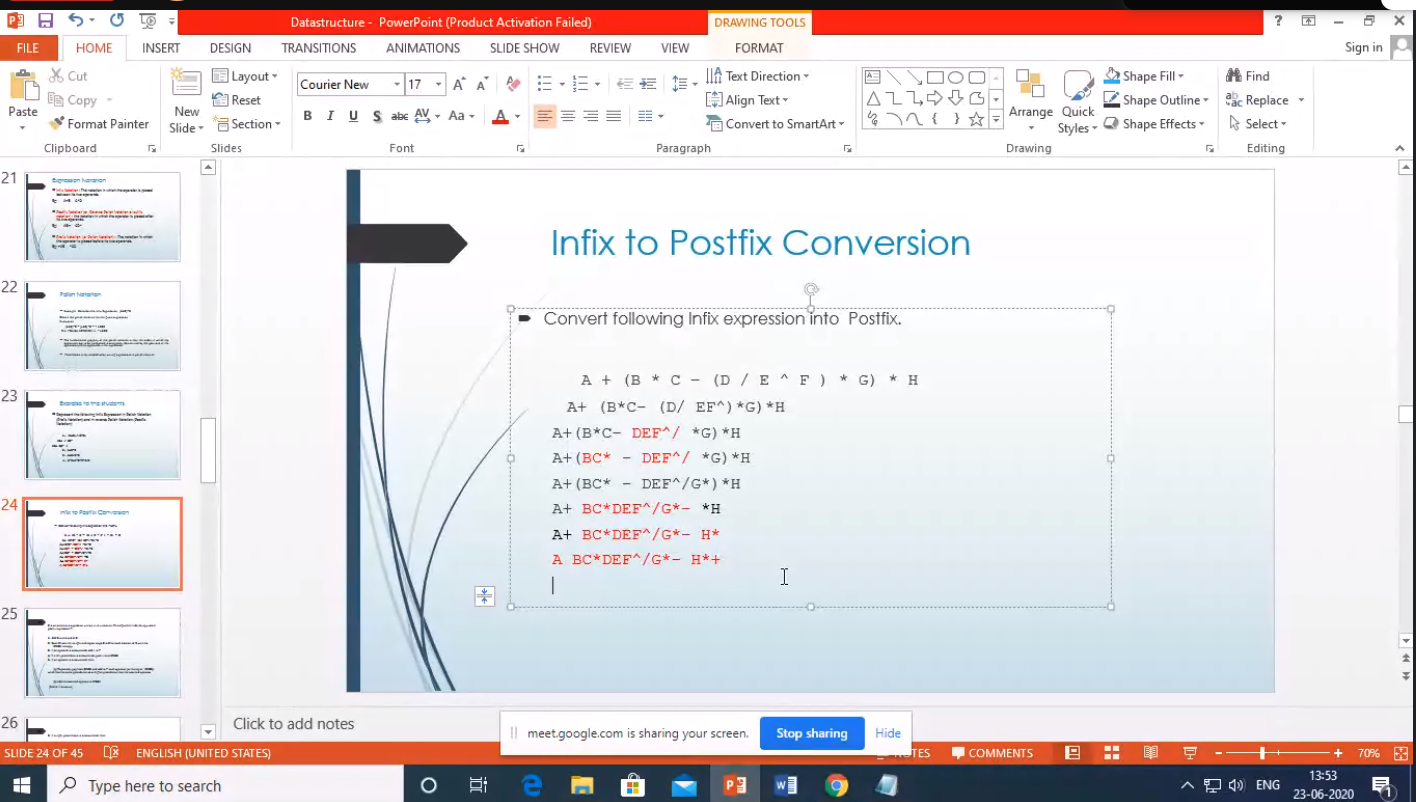 Datastructure - PowerPoint (Product Activation Failed)
DRAWING TOOLS
FILE HOME INSERT DESIGN TRANSITIONS ANIMATIONS SLIDE SHOW REVIEW VIEW FORMAT Sign in
Paste
Cut
Copy
Format Painter
Clipboard
New Slide
Layout
Reset
Section
Slides
Courier New 17
B I U S abc AV Aa A
Font
Text Direction
Align Text
Convert to SmartArt
Paragraph
Arrange
Quick Styles
Shape Fill
Shape Outline
Shape Effects
Drawing
Find
Replace
Select
Editing
21
Expression Notation
22
Polish Notation
23
Exercise to the students
24
Infix to Postfix Conversion
25
26
Infix to Postfix Conversion
Convert following Infix expression into Postfix.
A + (B * C - (D / E ^ F ) * G) * H
A+ (B*C- (D/ EF^)*G)*H
A+(B*C- DEF^/ *G)*H
A+(BC* - DEF^/ *G)*H
A+(BC* - DEF^/G*)*H
A+ BC*DEF^/G*- *H
A+ BC*DEF^/G*- H*
A BC*DEF^/G*- H*+
Click to add notes
meet.google.com is sharing your screen. Stop sharing Hide
SLIDE 24 OF 45 ENGLISH (UNITED STATES) NOTES COMMENTS 70%
Type here to search
ENG
13:53
23-06-2020
1